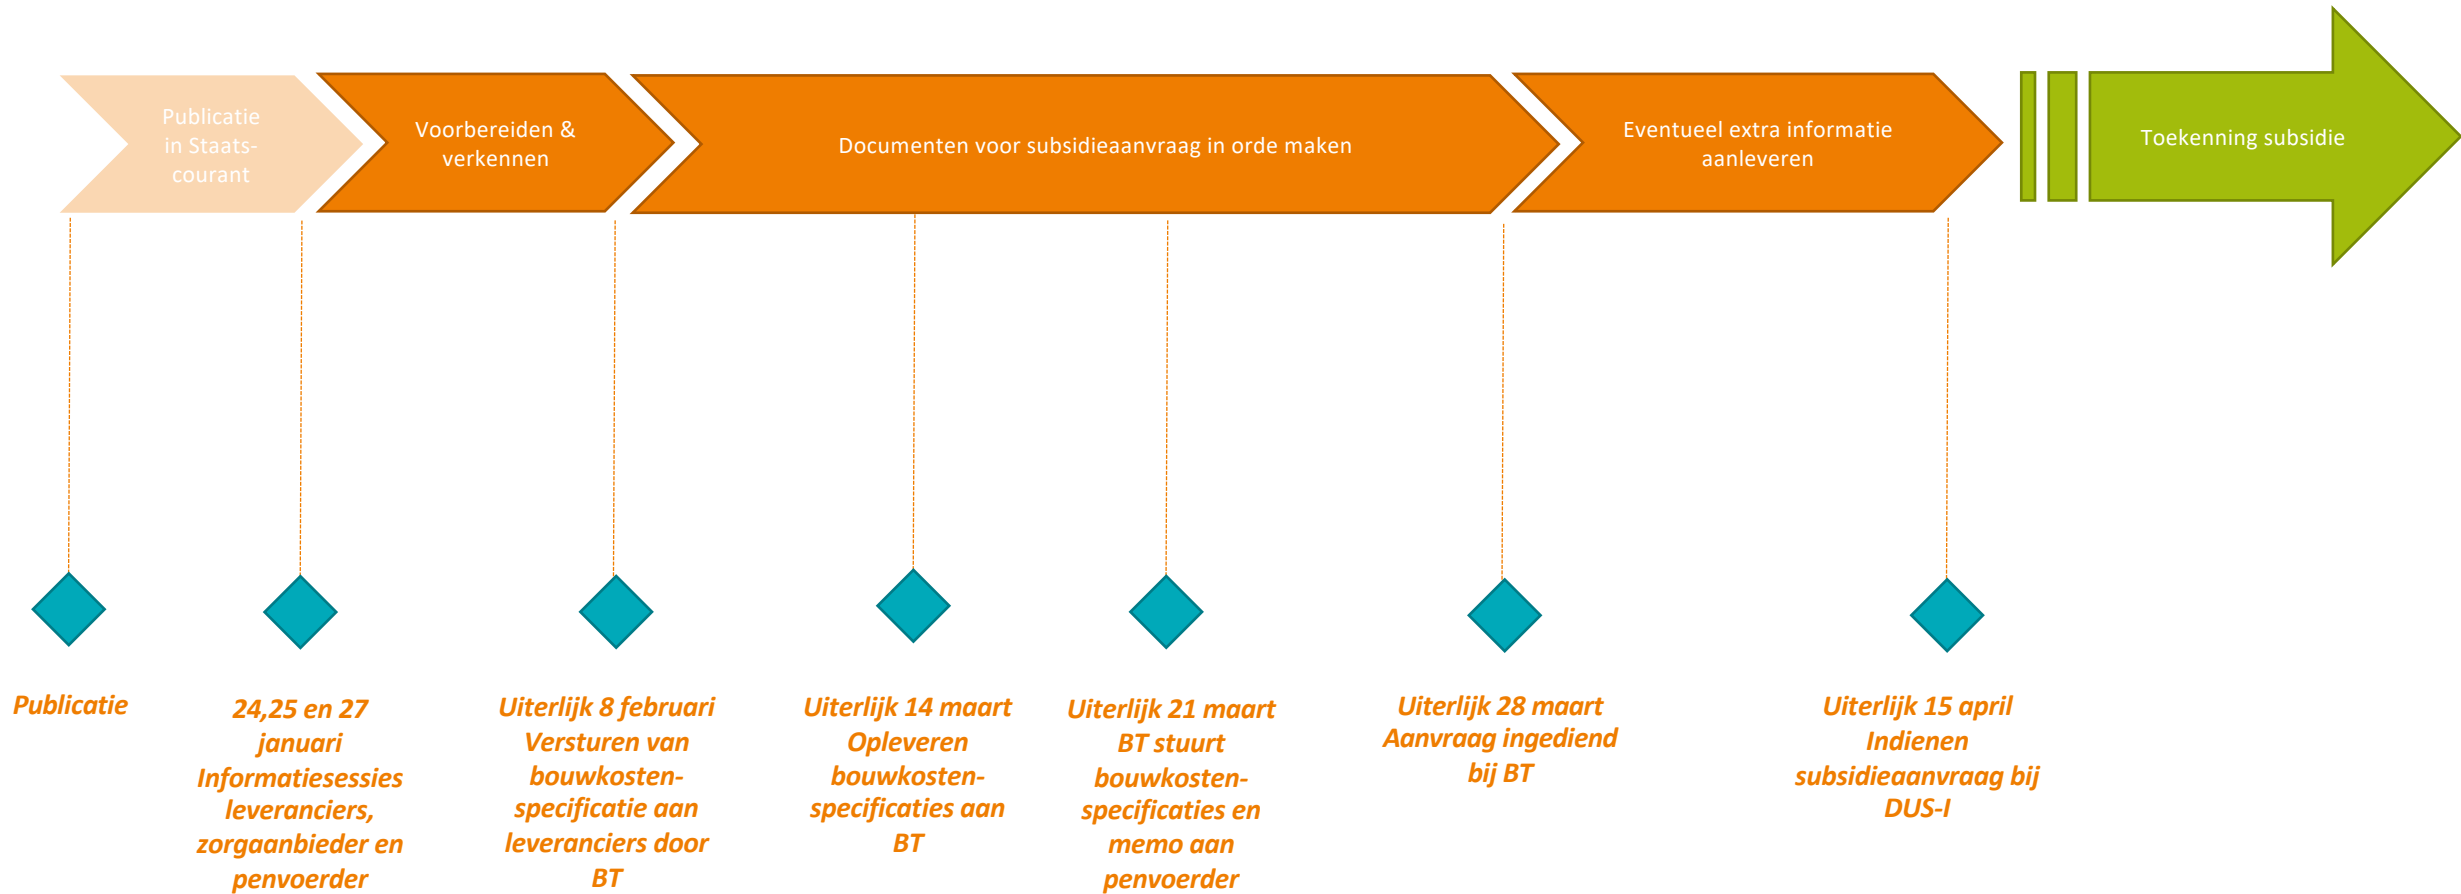 Publicatie
in Staats-
courant
Voorbereiden &
verkennen
Documenten voor subsidieaanvraag in orde maken
Eventueel extra informatie
aanleveren
Toekenning subsidie
Publicatie
24,25 en 27
januari
Informatiesessies
leveranciers,
zorgaanbieder en
penvoerder
Uiterlijk 8 februari
Versturen van
bouwkosten-
specificatie aan
leveranciers door
BT
Uiterlijk 14 maart
Opleveren
bouwkosten-
specificaties aan
BT
Uiterlijk 21 maart
BT stuurt
bouwkosten-
specificaties en
memo aan
penvoerder
Uiterlijk 28 maart
Aanvraag ingediend
bij BT
Uiterlijk 15 april
Indienen
subsidieaanvraag bij
DUS-I